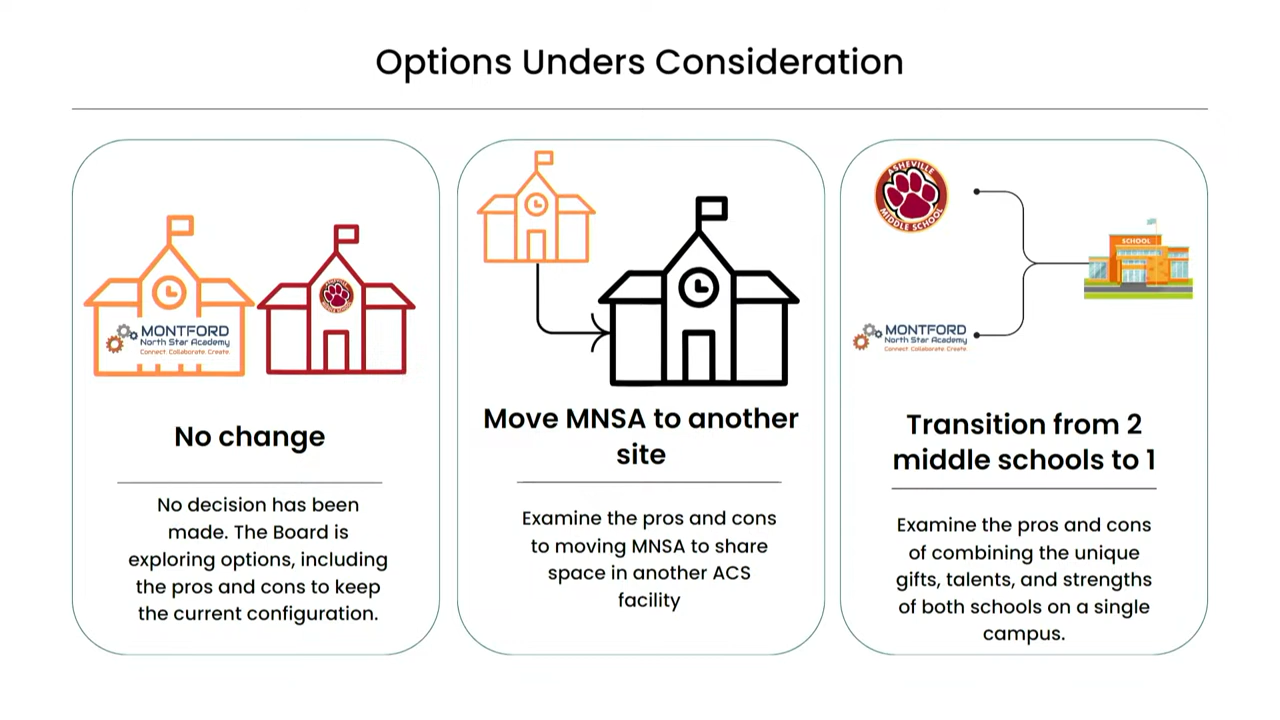 Options Unders Consideration
MONTFORD
North Star Academy
Connect. Collaborate. Create.
No change
No decision has been
made. The Board is
exploring options, including
the pros and cons to keep
the current configuration.
Move MNSA to another
site
Examine the pros and cons
to moving MNSA to share
space in another ACS
facility
ASHEVILLE
MIDDLE SCHOOL
SCHOOL
MONTFORD
North Star Academy
Connect. Collaborate. Create.
Transition from 2
middle schools to 1
Examine the pros and cons
of combining the unique
gifts, talents, and strengths
of both schools on a single
campus.